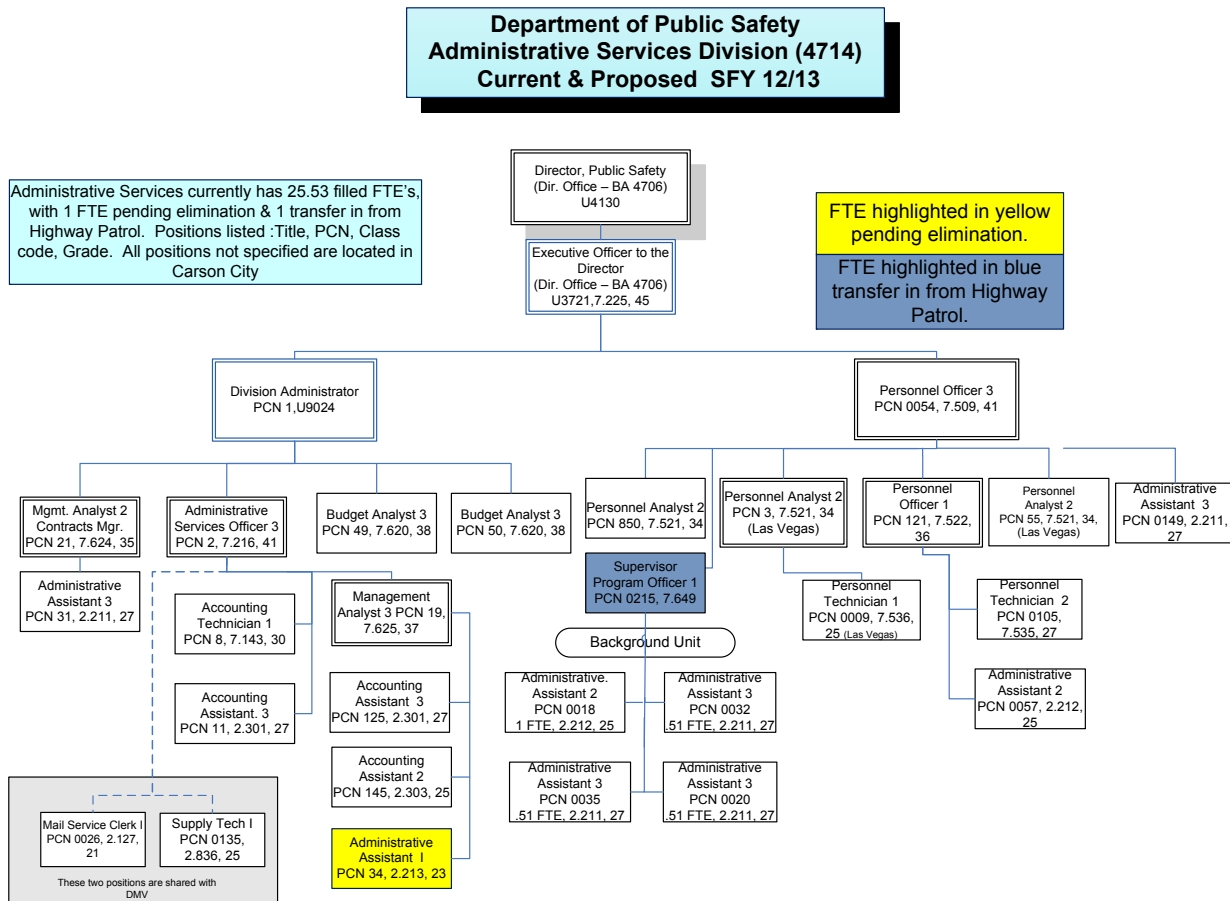 Department of Public Safety
Administrative Services Division (4714)
Current & Proposed  SFY 12/13
Administrative Services currently has 25.53 filled FTE's,
with 1 FTE pending elimination & 1 transfer in from
Highway Patrol.  Positions listed :Title, PCN, Class
code, Grade.  All positions not specified are located in
Carson City
Director, Public Safety
(Dir. Office – BA 4706)
U4130
FTE highlighted in yellow
pending elimination.
FTE highlighted in blue
transfer in from Highway
Patrol.
Executive Officer to the
Director
(Dir. Office – BA 4706)
U3721,7.225, 45
Division Administrator
PCN 1,U9024
Personnel Officer 3
PCN 0054, 7.509, 41
Mgmt. Analyst 2
Contracts Mgr.
PCN 21, 7.624, 35
Administrative
Services Officer 3
PCN 2, 7.216, 41
Budget Analyst 3
PCN 49, 7.620, 38
Budget Analyst 3
PCN 50, 7.620, 38
Personnel Analyst 2
PCN 850, 7.521, 34
Personnel Analyst 2
PCN 3, 7.521, 34
(Las Vegas)
Personnel
Officer 1
PCN 121, 7.522,
36
Personnel
Analyst 2
PCN 55, 7.521, 34,
(Las Vegas)
Administrative
Assistant  3
PCN 0149, 2.211,
27
Administrative
Assistant 3
PCN 31, 2.211, 27
Accounting
Technician 1
PCN 8, 7.143, 30
Management
Analyst 3 PCN 19,
7.625, 37
Supervisor
Program Officer 1
PCN 0215, 7.649
Personnel
Technician 1
PCN 0009, 7.536,
25 (Las Vegas)
Personnel
Technician  2
PCN 0105,
7.535, 27
Background Unit
Accounting
Assistant. 3
PCN 11, 2.301, 27
Accounting
Assistant  3
PCN 125, 2.301, 27
Administrative.
Assistant 2
PCN 0018
1 FTE, 2.212, 25
Administrative
Assistant 3
PCN 0032
.51 FTE, 2.211, 27
Administrative
Assistant 2
PCN 0057, 2.212,
25
Accounting
Assistant 2
PCN 145, 2.303, 25
Administrative
Assistant 3
PCN 0035
.51 FTE, 2.211, 27
Administrative
Assistant 3
PCN 0020
.51 FTE, 2.211, 27
Mail Service Clerk I
PCN 0026, 2.127,
21
Supply Tech I
PCN 0135,
2.836, 25
Administrative
Assistant  I
PCN 34, 2.213, 23
These two positions are shared with
DMV